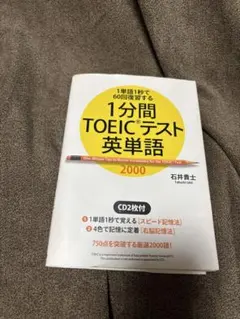 1単語1秒で
60回復習する
1分間
TOEIC®テスト
英単語
2000
石井貴士
CD2枚付
❶1単語1秒で覚える[スピード記憶法]
❷4色で記憶に定着[右脳記憶法]
750点を突破する厳選2000語!